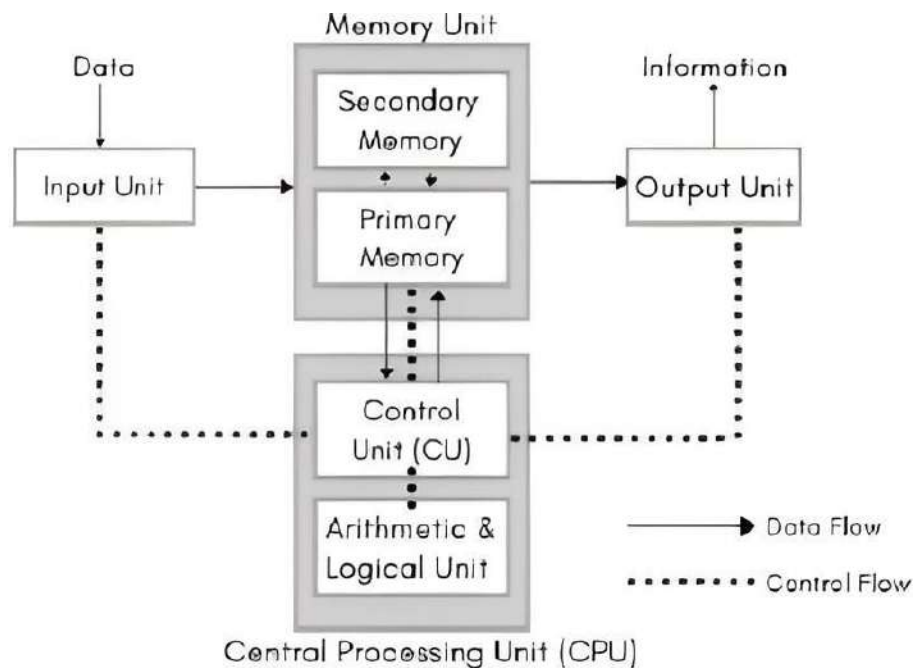 Memory Unit
Data
Information
Secondary
Memory
Input Unit
Output Unit
Primary
Memory
Control
Unit (CU)
Arithmetic &
Logical Unit
Data Flow
Control Flow
Central Processing Unit (CPU)